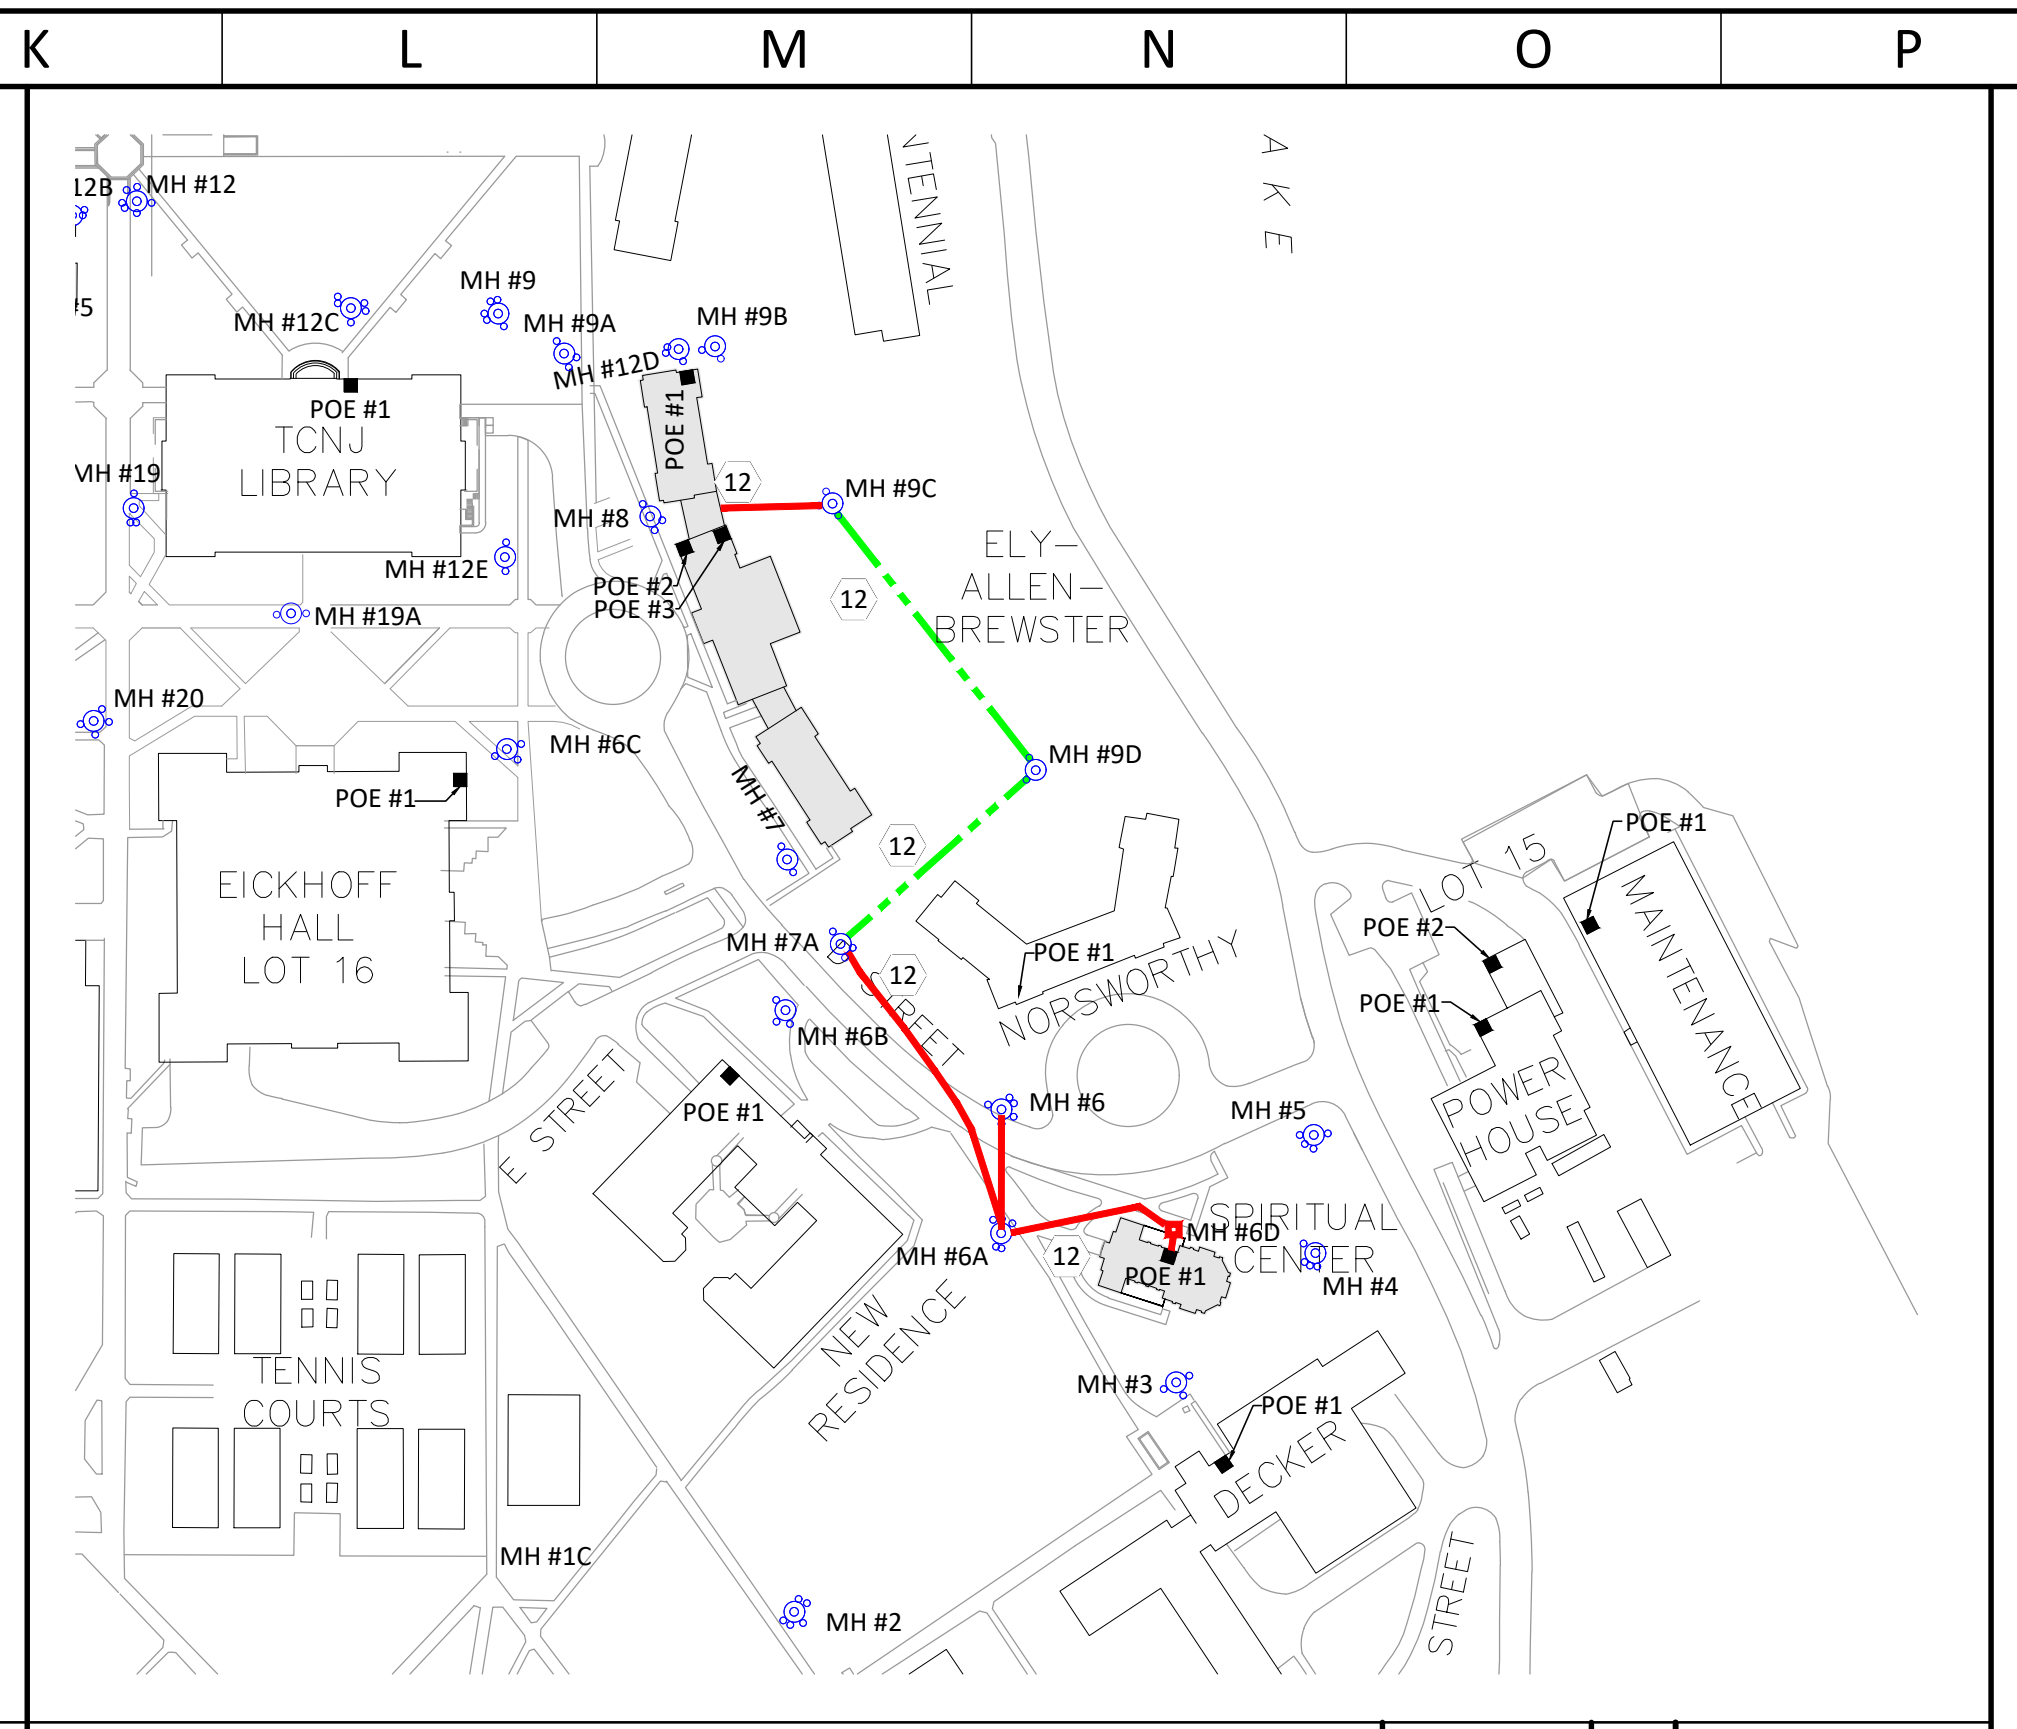 K
L
M
N
O
P
NTENNIAL
AKE
12B
MH #12
MH #9
#5
MH #12C
MH #9A
MH #9B
MH #12D
POE #1
POE #1
TCNJ
LIBRARY
MH #19
12
MH #9C
MH #8
ELY-
ALLEN-
BREWSTER
MH #12E
POE #2
POE #3
12
MH #19A
MH #20
MH #6C
MH #9D
POE #1
MH #7
12
POE #1
LOT 15
MAINTENANCE
EICKHOFF
HALL
LOT 16
MH #7A
POE #1
POE #2
NORSWORTHY
12
STREET
POE #1
MH #6B
POWER
HOUSE
POE #1
MH #6
MH #5
E STREET
SPIRITUAL
CENTER
MH #6D
MH #6A
12
POE #1
MH #4
NEW
RESIDENCE
TENNIS
COURTS
MH #3
POE #1
DECKER
MH #1C
STREET
MH #2